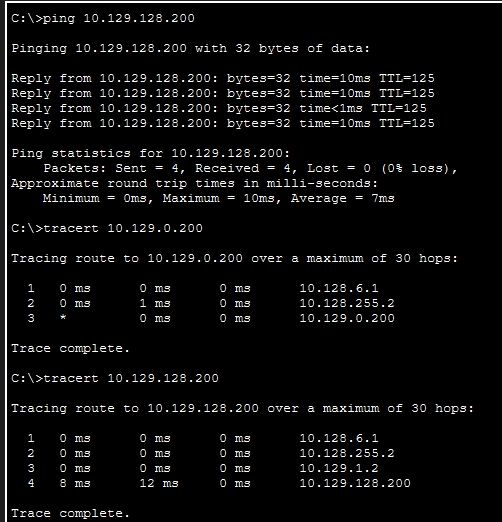 C:\>ping 10.129.128.200
Pinging 10.129.128.200 with 32 bytes of data:
Reply from 10.129.128.200: bytes=32 time=10ms TTL=125
Reply from 10.129.128.200: bytes=32 time=10ms TTL=125
Reply from 10.129.128.200: bytes=32 time<1ms TTL=125
Reply from 10.129.128.200: bytes=32 time=10ms TTL=125
Ping statistics for 10.129.128.200:
Packets: Sent = 4, Received = 4, Lost = 0 (0% loss),
Approximate round trip times in milli-seconds:
Minimum = 0ms, Maximum = 10ms, Average = 7ms
C:\>tracert 10.129.0.200
Tracing route to 10.129.0.200 over a maximum of 30 hops:
1 0 ms 0 ms 0 ms 10.128.6.1
2 0 ms 1 ms 0 ms 10.128.255.2
3 * 0 ms 0 ms 10.129.0.200
Trace complete.
C:\>tracert 10.129.128.200
Tracing route to 10.129.128.200 over a maximum of 30 hops:
1 0 ms 0 ms 0 ms 10.128.6.1
2 0 ms 0 ms 0 ms 10.128.255.2
3 0 ms 0 ms 0 ms 10.129.1.2
4 8 ms 12 ms 0 ms 10.129.128.200
Trace complete.